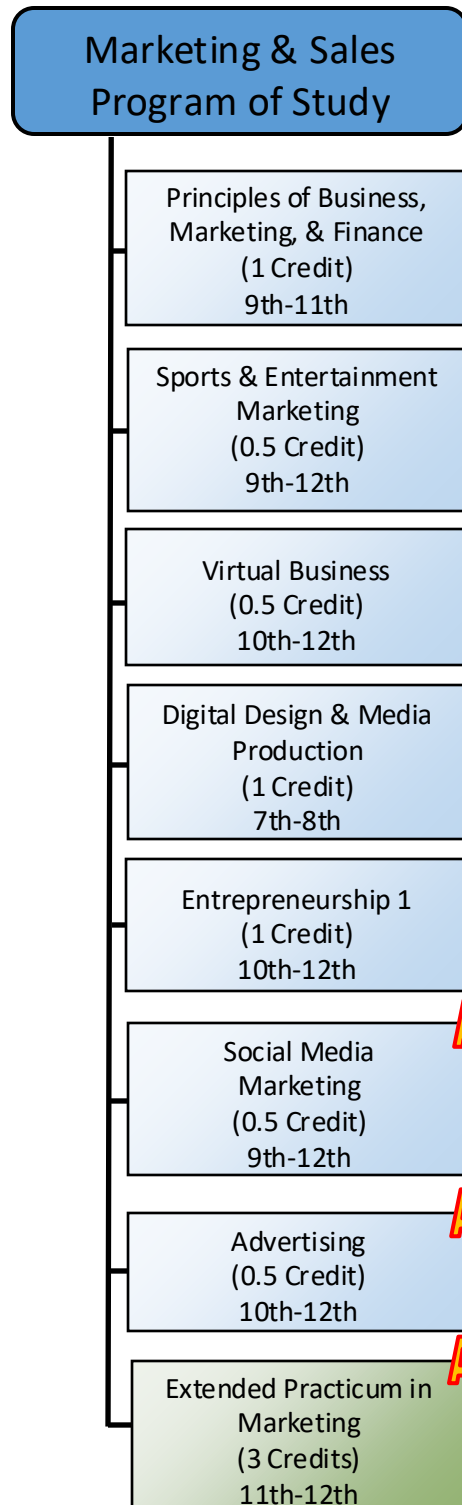 Marketing & Sales
Program of Study
Principles of Business,
Marketing, & Finance
(1 Credit)
9th-11th
Sports & Entertainment
Marketing
(0.5 Credit)
9th-12th
Virtual Business
(0.5 Credit)
10th-12th
Digital Design & Media
Production
(1 Credit)
7th-8th
Entrepreneurship 1
(1 Credit)
10th-12th
Social Media
Marketing
(0.5 Credit)
9th-12th
Advertising
(0.5 Credit)
10th-12th
Extended Practicum in
Marketing
(3 Credits)
11th-12th